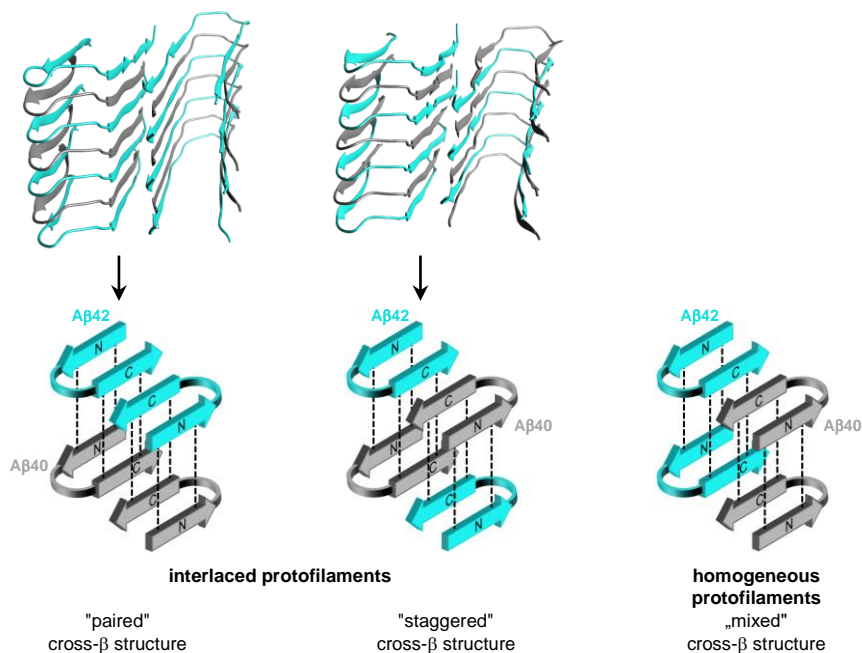 Aβ42
Aβ42
Aβ42
N
C
C
N
Aβ40
N
C
C
N
N
C
C
N
Aβ40
N
C
C
N
N
C
C
N
Aβ40
N
C
C
N
interlaced protofilaments
homogeneous
protofilaments
"paired"
cross-β structure
"staggered"
cross-β structure
„mixed"
cross-β structure